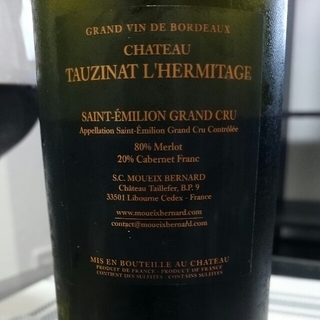 GRAND VIN DE BORDEAUX
CHATEAU
TAUZINAT L'HERMITAGE
SAINT-ÉMILION GRAND CRU
Appellation Saint-Émilion Grand Cru Contrôlée
80% Merlot
20% Cabernet Franc
S.C. MOUEIX BERNARD
Château Taillefer, B.P. 9
33501 Libourne Cedex - France
www.moueixbernard.com
contact@moueixbernard.com
MIS EN BOUTEILLE AU CHATEAU
PRODUIT DE FRANCE - PRODUCT OF FRANCE
CONTIENT DES SULFITES - CONTAINS SULFITES